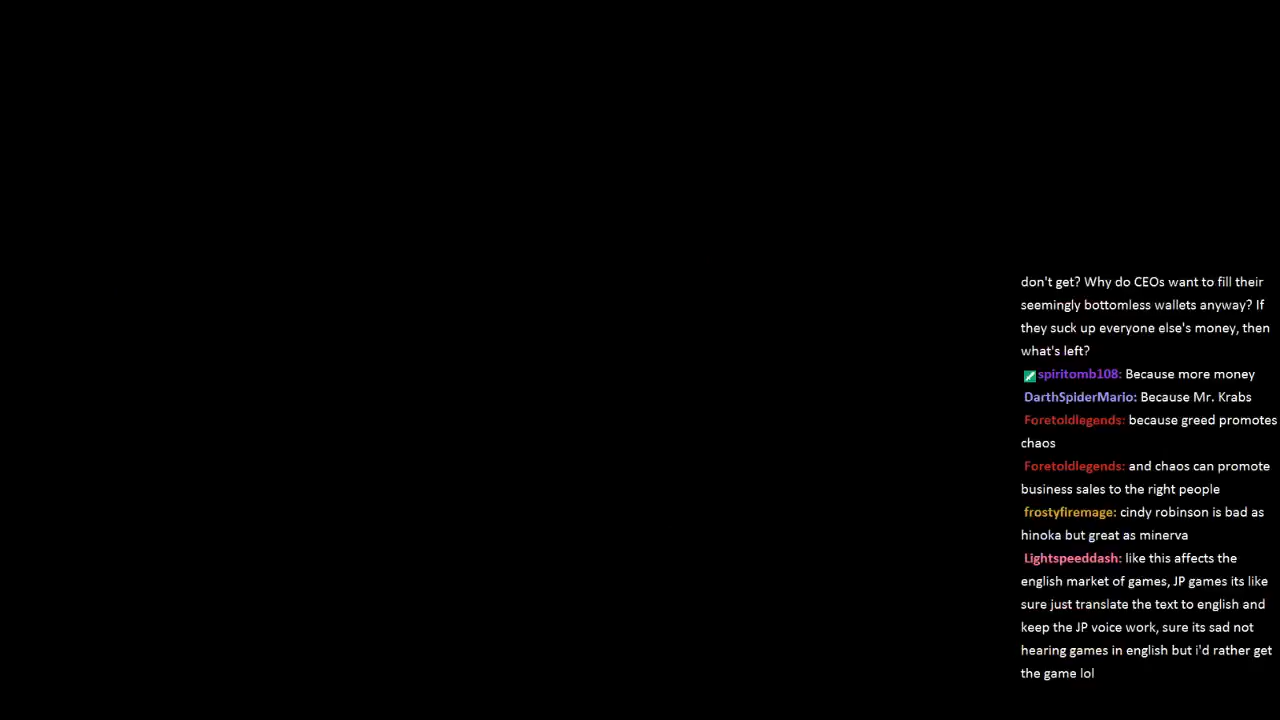 don't get? Why do CEOs want to fill their
seemingly bottomless wallets anyway? If
they suck up everyone else's money, then
what's left?
spiritomb108: Because more money
DarthSpiderMario: Because Mr. Krabs
Foretoldlegends: because greed promotes
chaos
Foretoldlegends: and chaos can promote
business sales to the right people
frostyfiremage: cindy robinson is bad as
hinoka but great as minerva
Lightspeeddash: like this affects the
english market of games, JP games its like
sure just translate the text to english and
keep the JP voice work, sure its sad not
hearing games in english but i'd rather get
the game lol